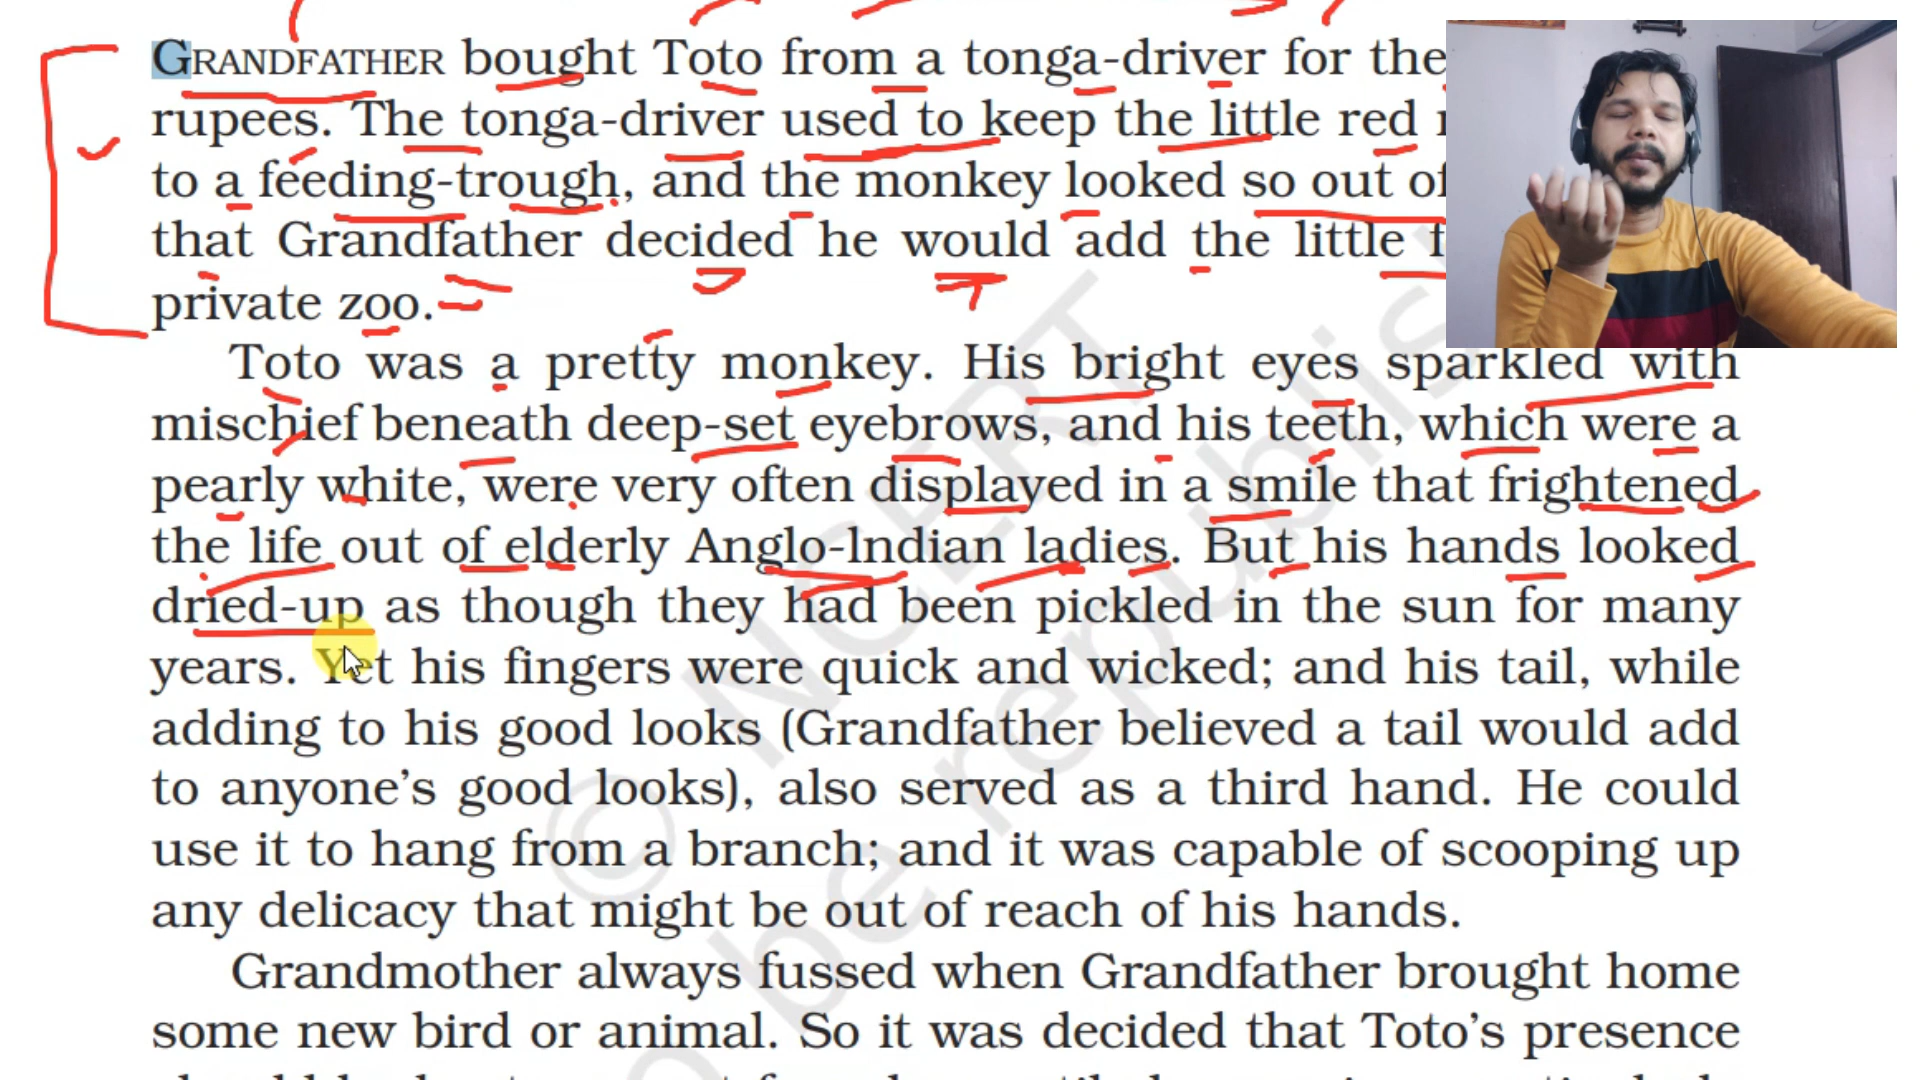 GRANDFATHER bought Toto from a tonga-driver for the
rupees. The tonga-driver used to keep the little red
to a feeding-trough, and the monkey looked so out of
that Grandfather decided he would add the little
private zoo.
Toto was a pretty monkey. His bright eyes sparkled with
mischief beneath deep-set eyebrows, and his teeth, which were a
pearly white, were very often displayed in a smile that frightened
the life out of elderly Anglo-Indian ladies. But his hands looked
dried-up as though they had been pickled in the sun for many
years. Yet his fingers were quick and wicked; and his tail, while
adding to his good looks (Grandfather believed a tail would add
to anyone’s good looks), also served as a third hand. He could
use it to hang from a branch; and it was capable of scooping up
any delicacy that might be out of reach of his hands.
Grandmother always fussed when Grandfather brought home
some new bird or animal. So it was decided that Toto’s presence
© NCERT
be republis